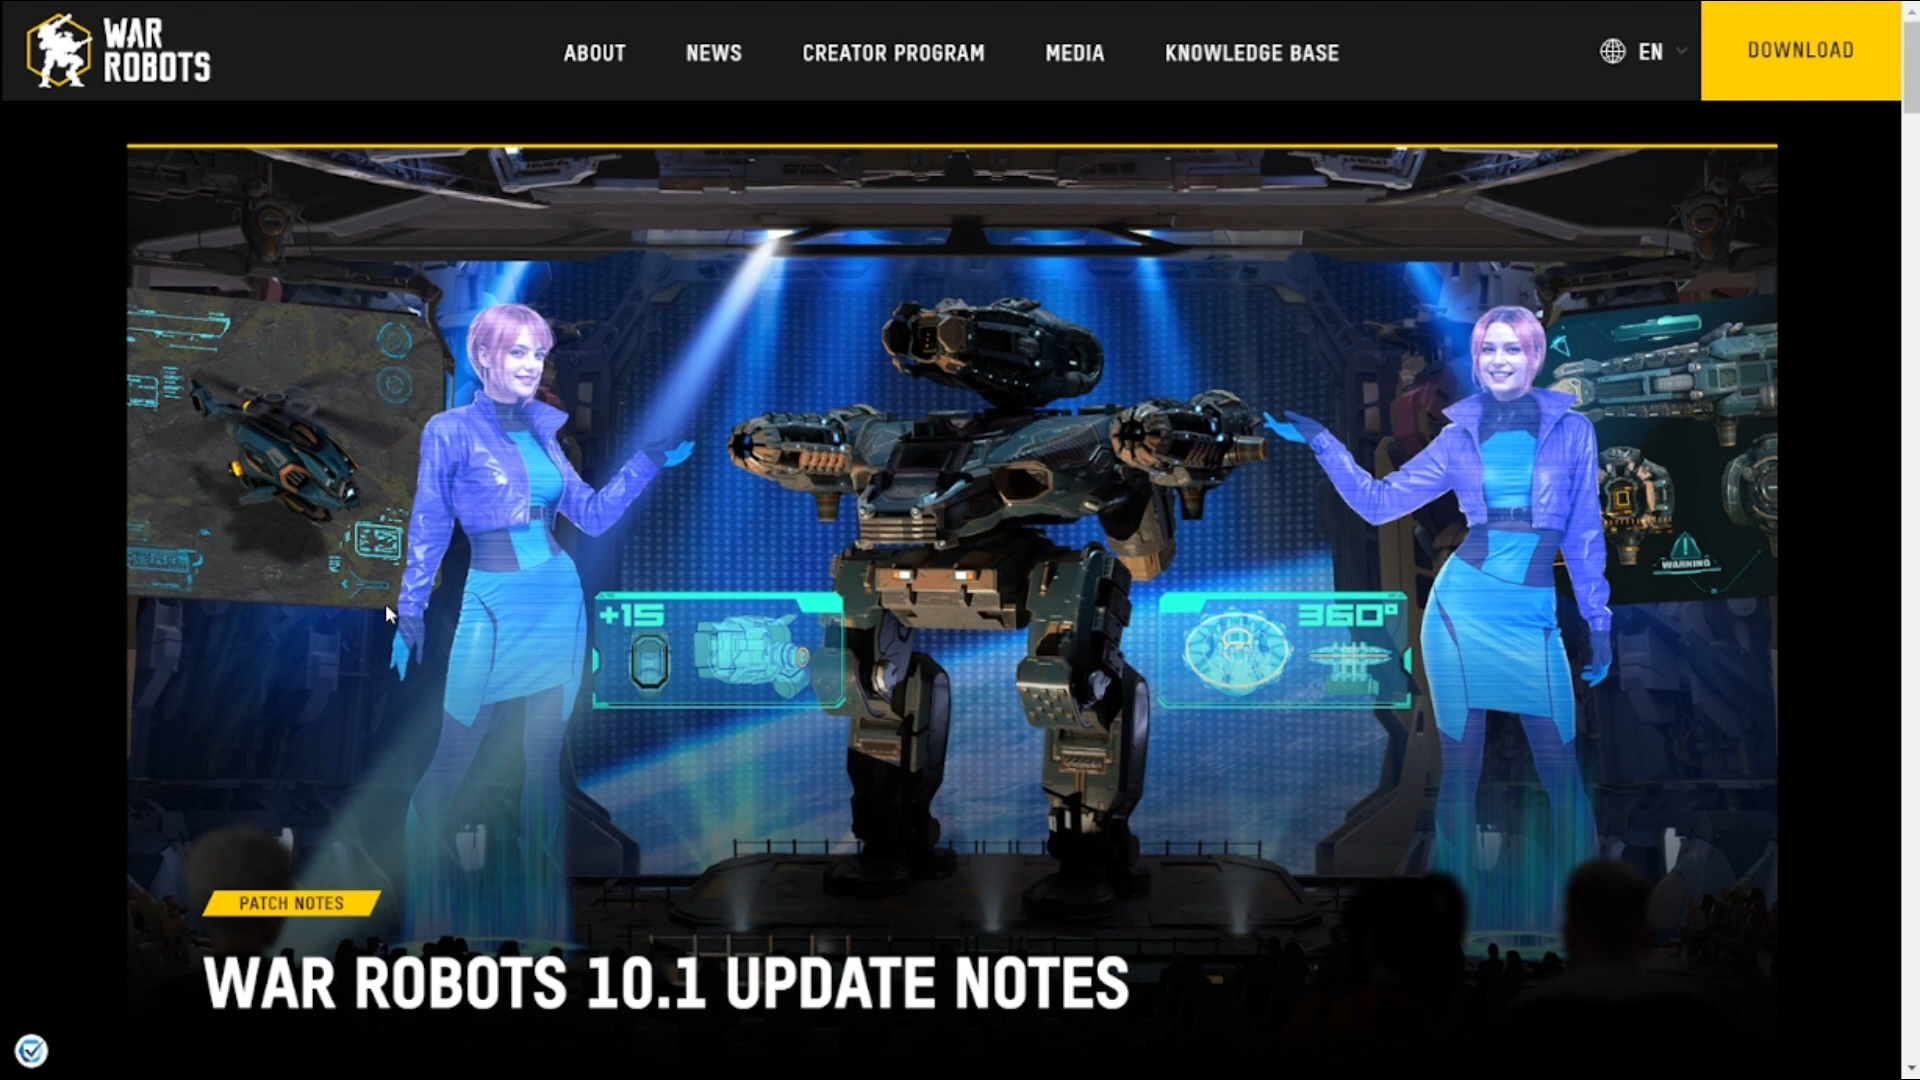 WAR
ROBOTS
ABOUT
NEWS
CREATOR PROGRAM
MEDIA
KNOWLEDGE BASE
EN
DOWNLOAD
+15
360°
WARNING
PATCH NOTES
WAR ROBOTS 10.1 UPDATE NOTES